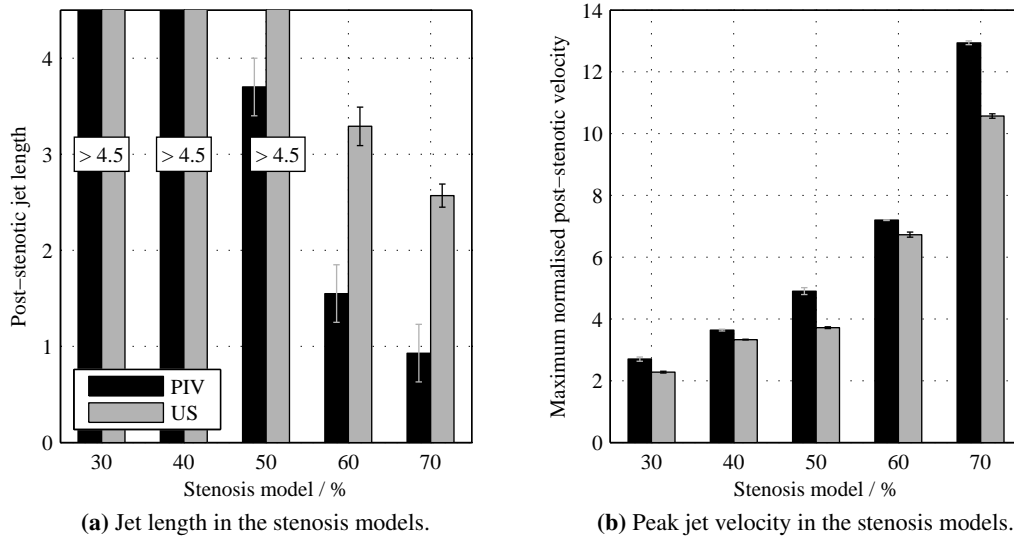 4
3
2
1
0
Post−stenotic jet length
> 4.5
> 4.5
> 4.5
PIV
US
30 40 50 60 70
Stenosis model / %
(a) Jet length in the stenosis models.
14
12
10
8
6
4
2
0
Maximum normalised post−stenotic velocity
30 40 50 60 70
Stenosis model / %
(b) Peak jet velocity in the stenosis models.